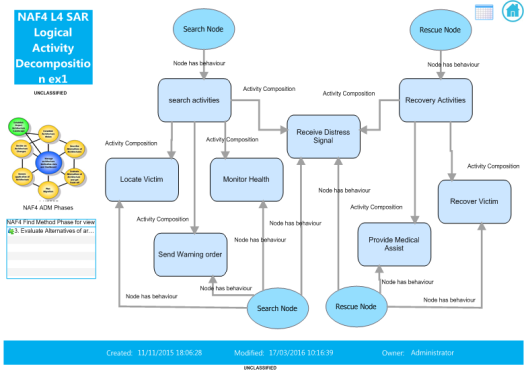 NAF4 L4 SAR
Logical
Activity
Decompositio
n ex1
UNCLASSIFIED
NAF4 ADM Phases
NAF4 Find Method Phase for view
3. Evaluate Alternatives of ar...
Search Node
Rescue Node
Node has behaviour
Node has behaviour
search activities
Activity Composition
Activity Composition
Recovery Activities
Receive Distress
Signal
Activity Composition
Activity Composition
Activity Composition
Locate Victim
Monitor Health
Node has behaviour
Recover Victim
Activity Composition
Activity Composition
Node has behaviour
Send Warning order
Provide Medical
Assist
Node has behaviour
Node has behaviour
Node has behaviour
Node has behaviour
Node has behaviour
Search Node
Rescue Node
Created: 11/11/2015 18:06:28
Modified: 17/03/2016 10:16:39
Owner: Administrator
UNCLASSIFIED